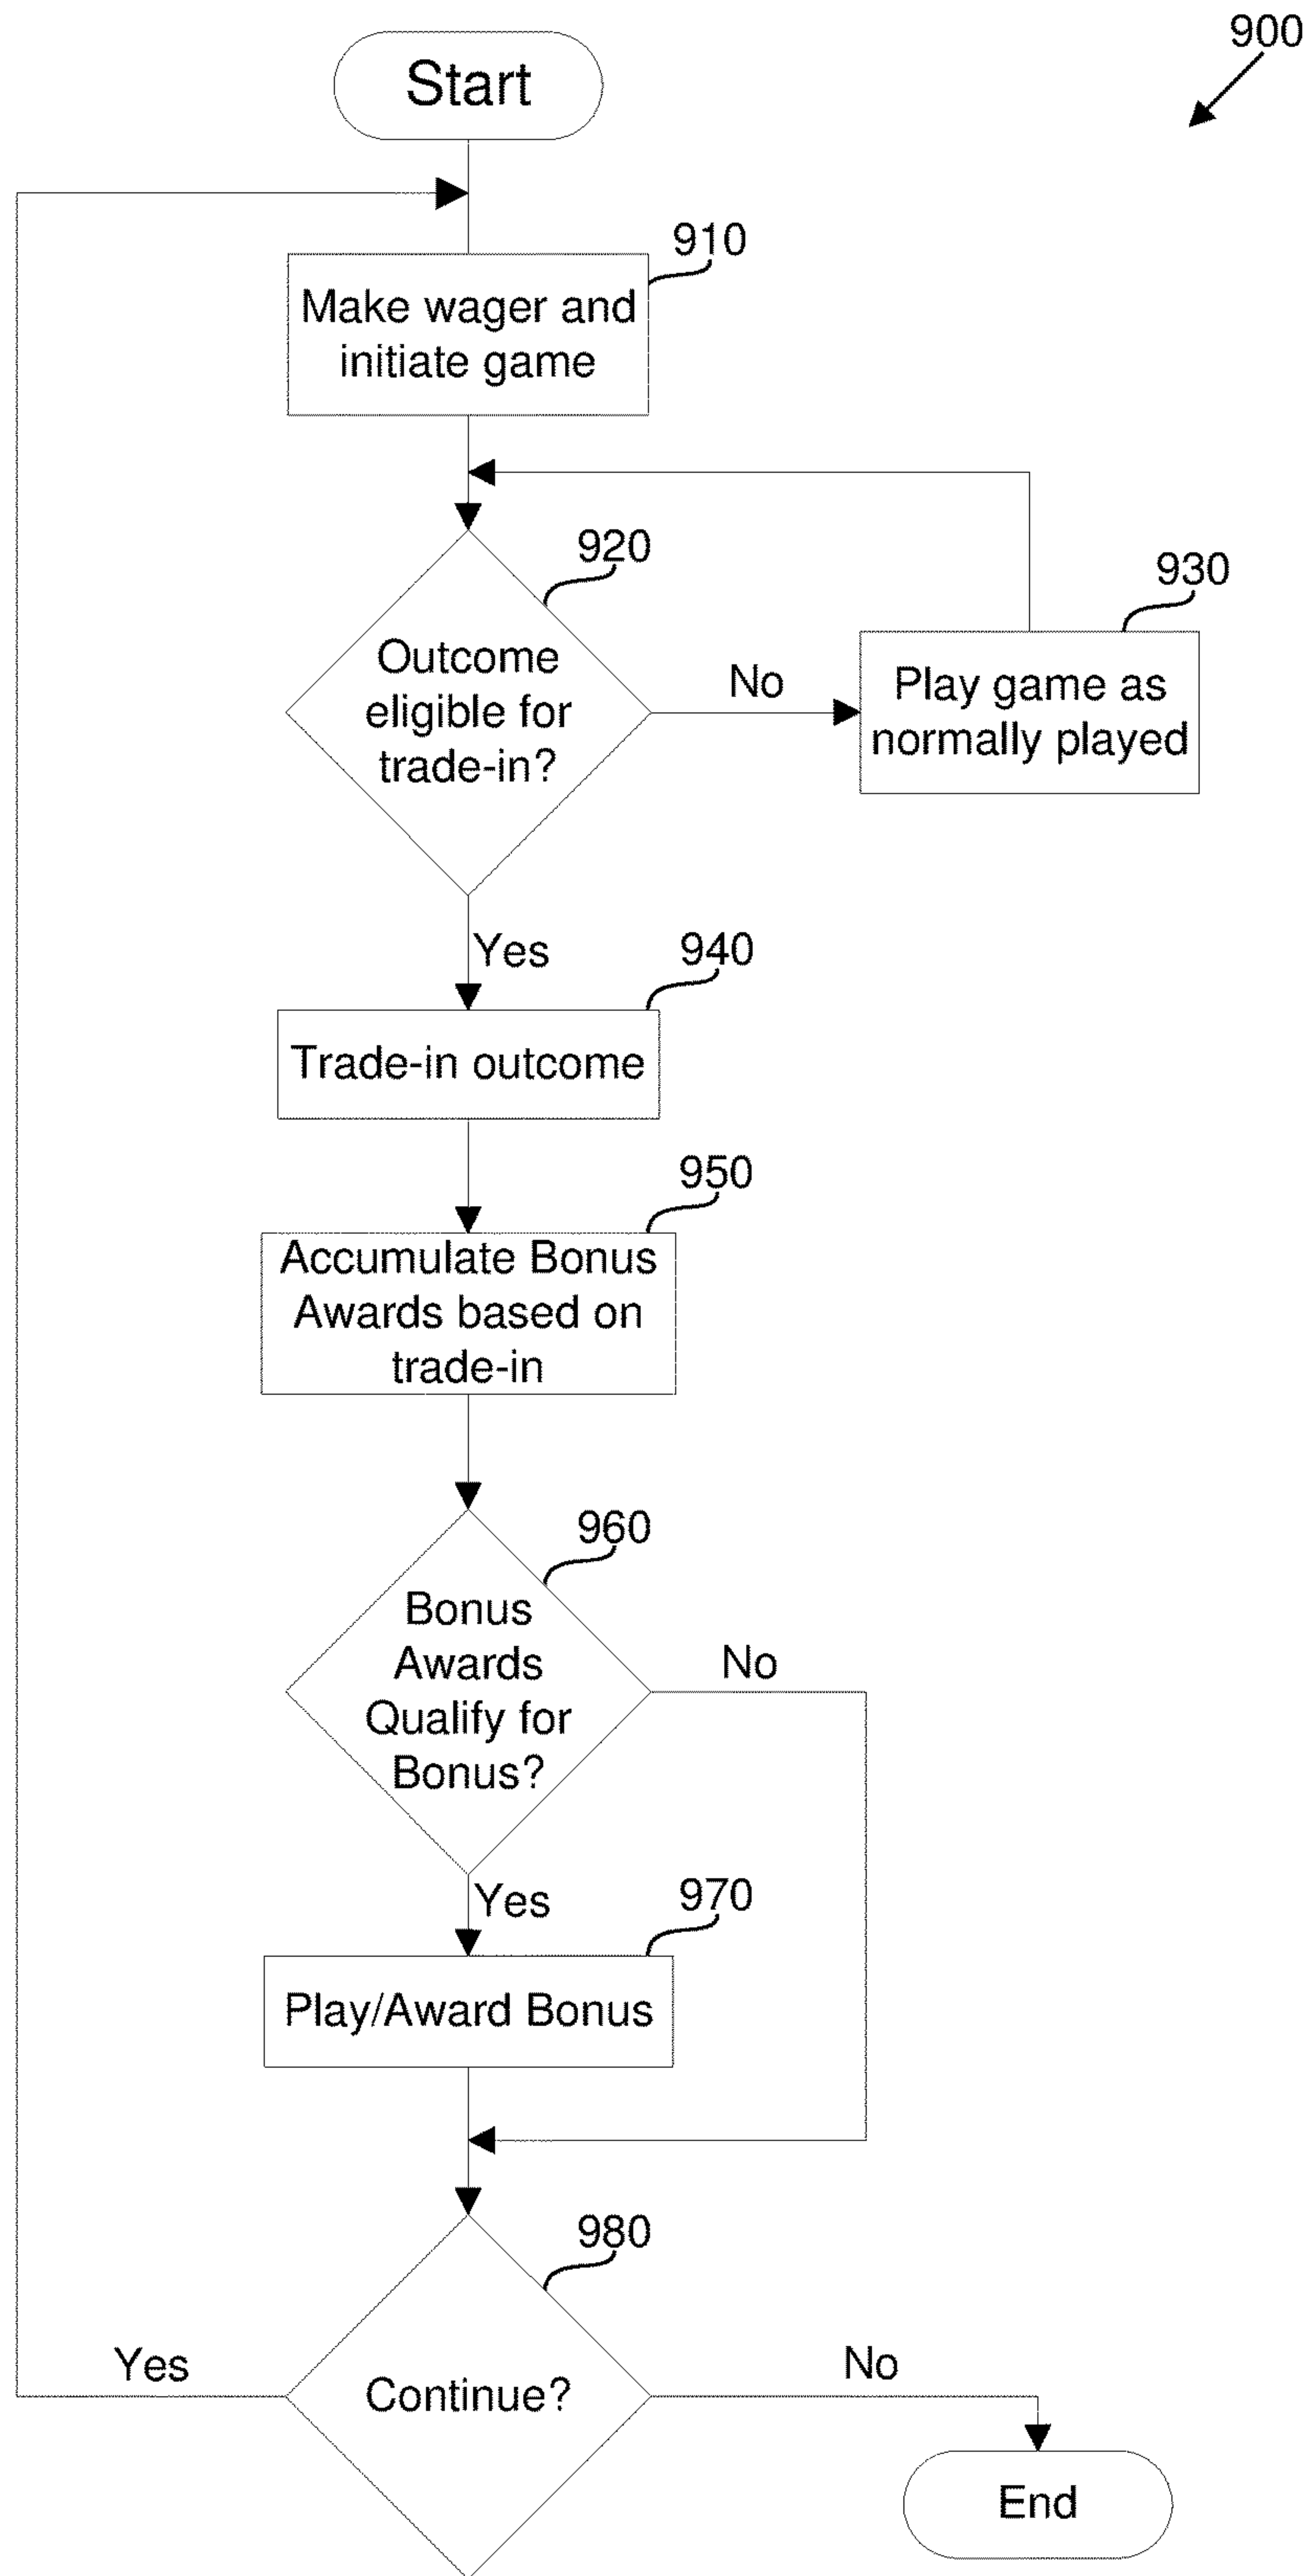 900
Start
910
Make wager and
initiate game
920
Outcome
eligible for
trade-in?
No
930
Play game as
normally played
Yes
940
Trade-in outcome
950
Accumulate Bonus
Awards based on
trade-in
960
Bonus
Awards
Qualify for
Bonus?
No
Yes
970
Play/Award Bonus
980
Continue?
Yes
No
End